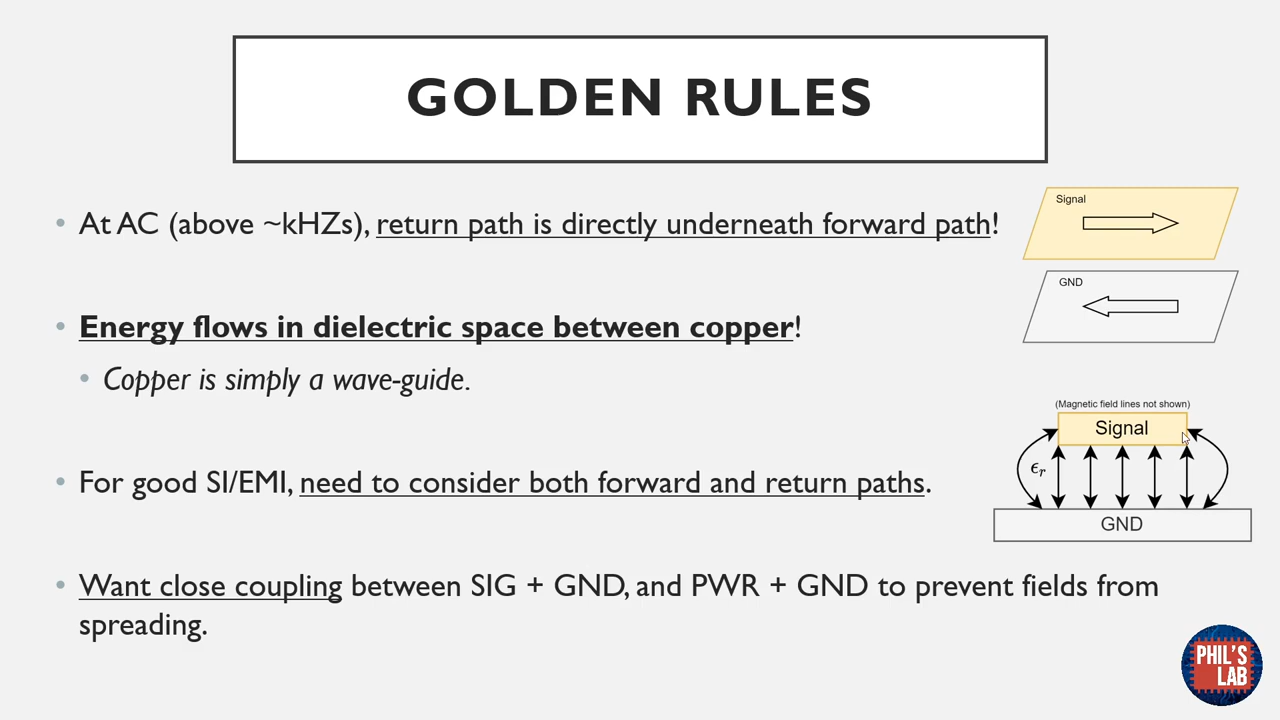 GOLDEN RULES
• At AC (above ~kHZs), return path is directly underneath forward path!
Signal
GND
• Energy flows in dielectric space between copper!
• Copper is simply a wave-guide.
(Magnetic field lines not shown)
Signal
ϵr
GND
• For good SI/EMI, need to consider both forward and return paths.
• Want close coupling between SIG + GND, and PWR + GND to prevent fields from
spreading.
PHIL'S
LAB